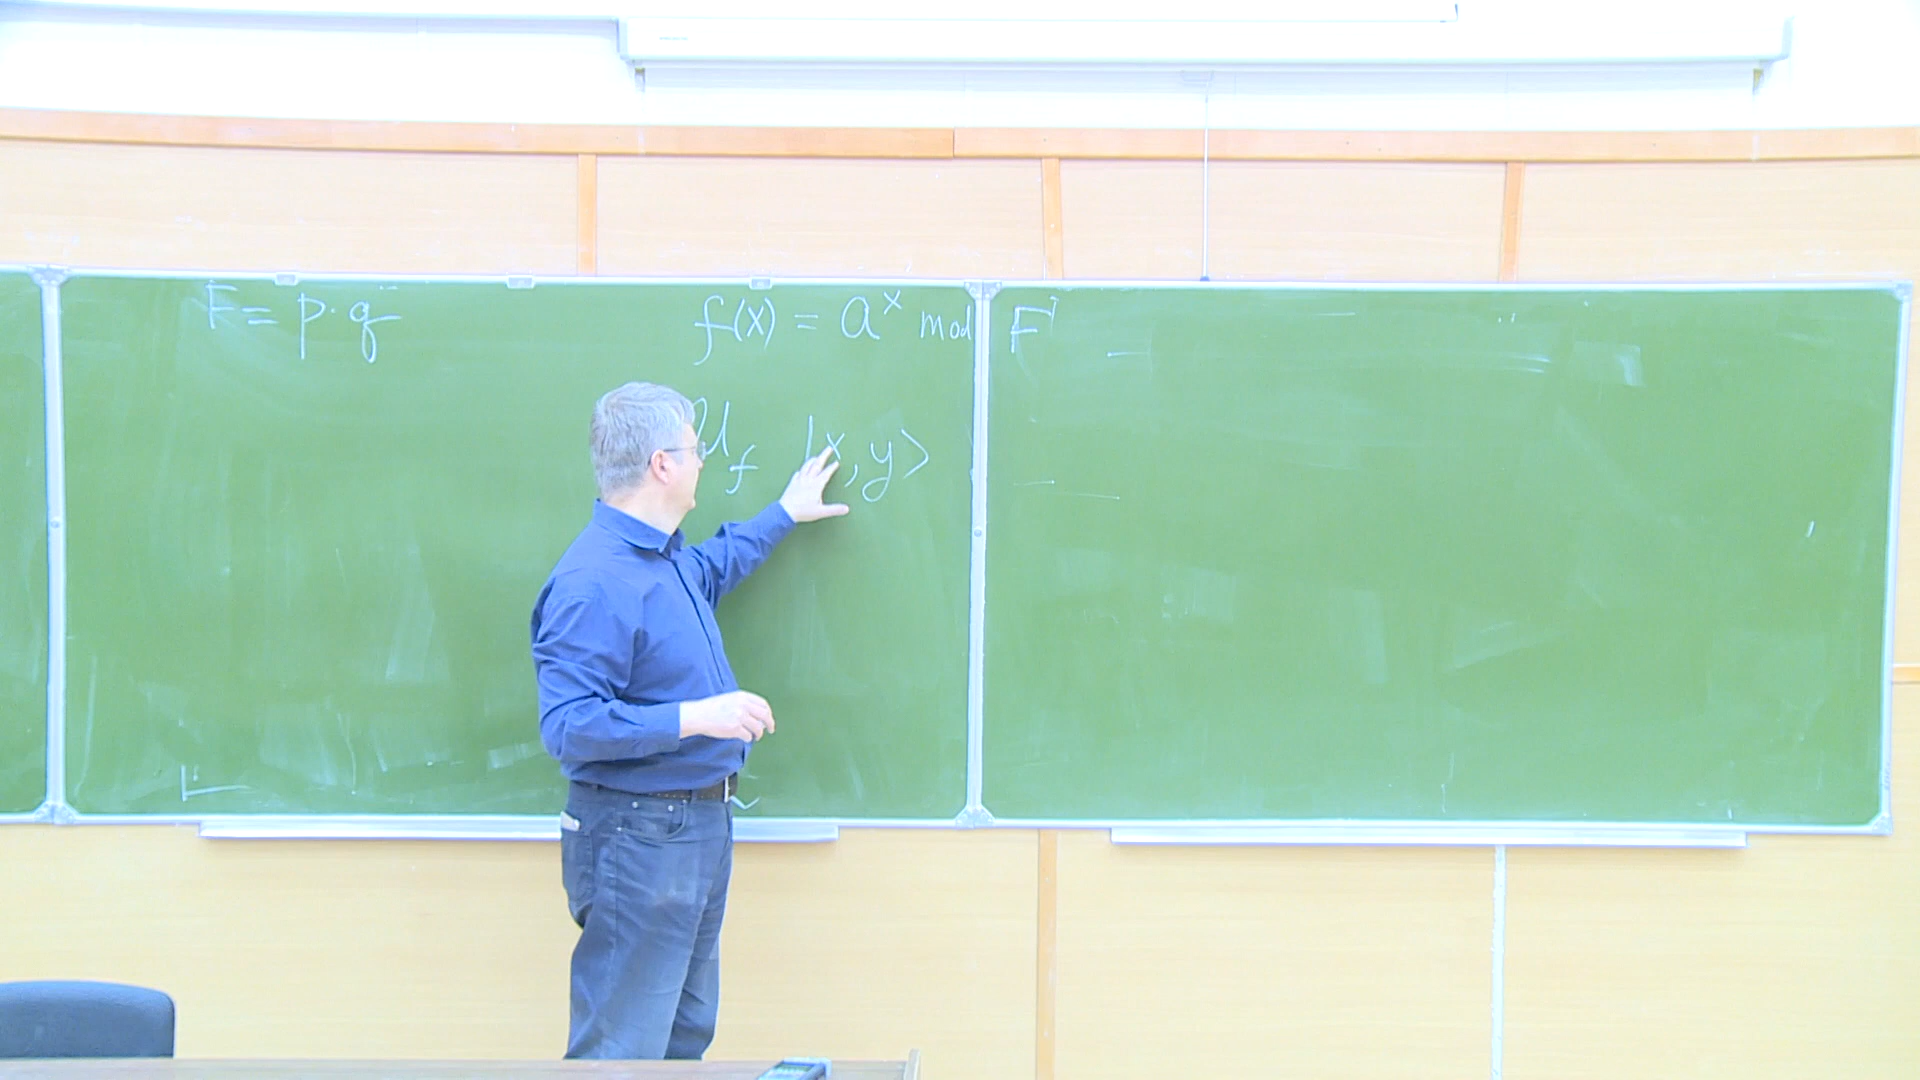 F = p·q
f(x) = a^x mod F
U_f |x,y>